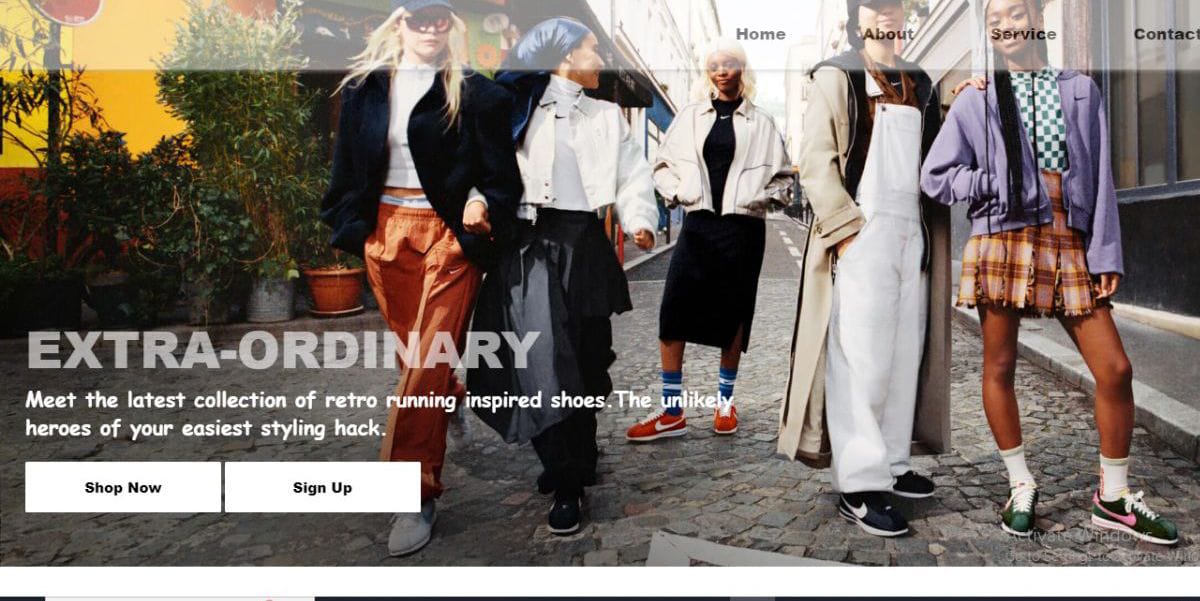 Home About Service Contact
EXTRA-ORDINARY
Meet the latest collection of retro running inspired shoes.The unlikely
heroes of your easiest styling hack.
Shop Now Sign Up
Activate Windows
Go to Settings to activate Win